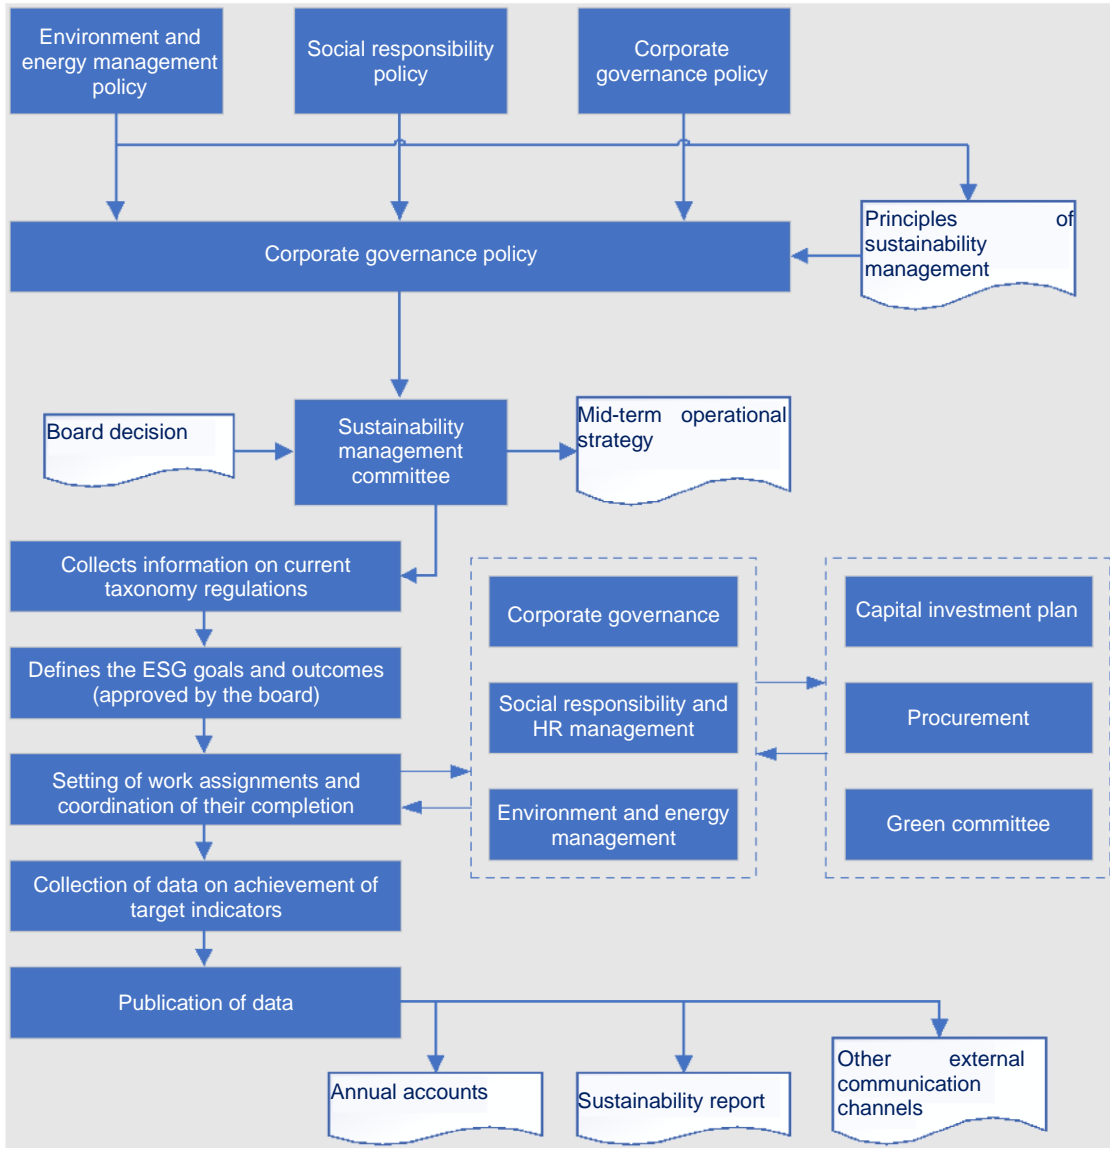 Environment and
energy management
policy
Social responsibility
policy
Corporate
governance policy
Principles of
sustainability
management
Corporate governance policy
Board decision
Sustainability
management
committee
Mid-term operational
strategy
Collects information on current
taxonomy regulations
Defines the ESG goals and outcomes
(approved by the board)
Setting of work assignments and
coordination of their completion
Collection of data on achievement of
target indicators
Publication of data
Corporate governance
Social responsibility and
HR management
Environment and energy
management
Capital investment plan
Procurement
Green committee
Annual accounts
Sustainability report
Other external
communication
channels